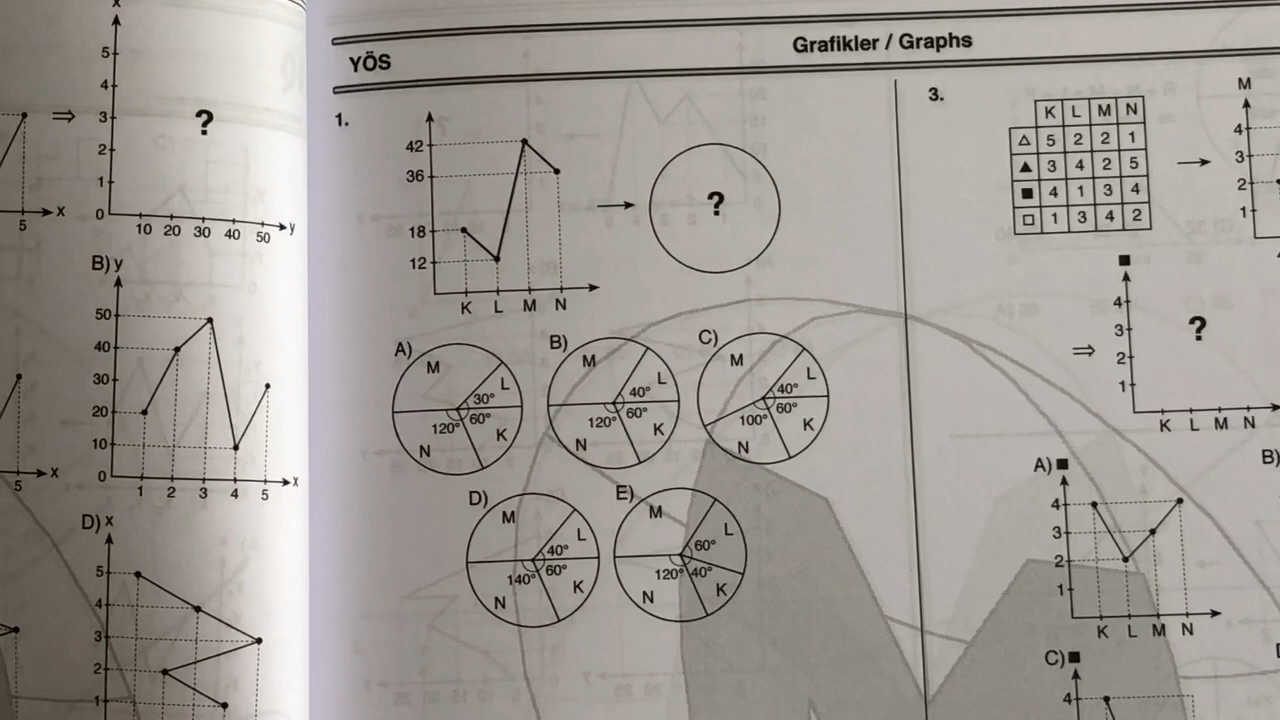 x
5
4
3
2
1
0
10 20 30 40 50 y
?
⇒
5 x
B) y
50
40
30
20
10
0
1 2 3 4 5 x
5 x
D) x
5
4
3
2
1
YÖS
Grafikler / Graphs
1.
42
36
18
12
K L M N
?
A)
M
L
30°
60°
120°
K
N
B)
M
L
40°
60°
120°
K
N
C)
M
L
40°
60°
100°
K
N
D)
M
L
40°
60°
140°
K
N
E)
M
L
60°
120° 40°
K
N
3.
K L M N
△ 5 2 2 1
▲ 3 4 2 5
■ 4 1 3 4
□ 1 3 4 2
M
4
3
2
1
⇒
■
4
3
2
1
?
K L M N
A) ■
4
3
2
1
K L M N
B)
C) ■
4